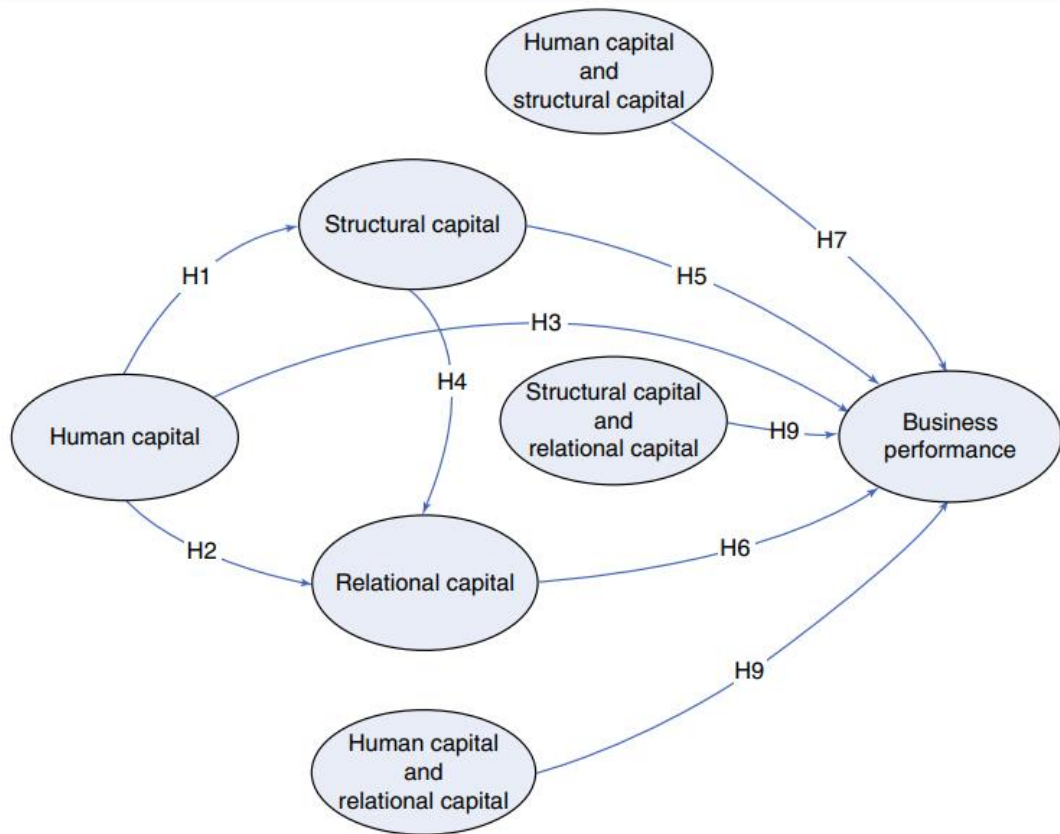 Human capital
and
structural capital
Structural capital
H7
H1
H5
H3
H4
Structural capital
and
relational capital
H9
Business
performance
Human capital
H2
H6
Relational capital
H9
Human capital
and
relational capital